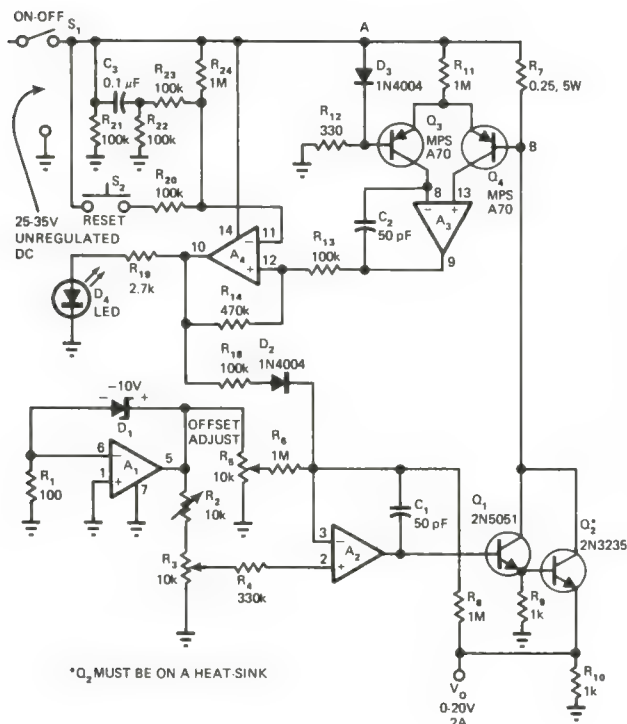 ON-OFF
S1
A
C3
0.1 µF
R23
100k
R24
1M
D3
1N4004
R11
1M
R7
0.25, 5W
R21
100k
R22
100k
R12
330
Q3
MPS
A70
8
Q4
MPS
A70
S2
RESET
R20
100k
25-35V
UNREGULATED
DC
8
13
−
+
A3
9
C2
50 pF
14
11
−
10
A4
12
+
R13
100k
D4
LED
R19
2.7k
R14
470k
R18
100k
D2
1N4004
−10V
−
+
D1
OFFSET
ADJUST
R6
1M
R5
10k
6
−
A1
5
1
+
7
R1
100
R2
10k
C1
50 pF
Q1
2N5051
Q2*
2N3235
3
−
A2
2
+
R3
10k
R4
330k
R8
1M
R9
1k
*Q2 MUST BE ON A HEAT-SINK
R10
1k
VO
0-20V
2A